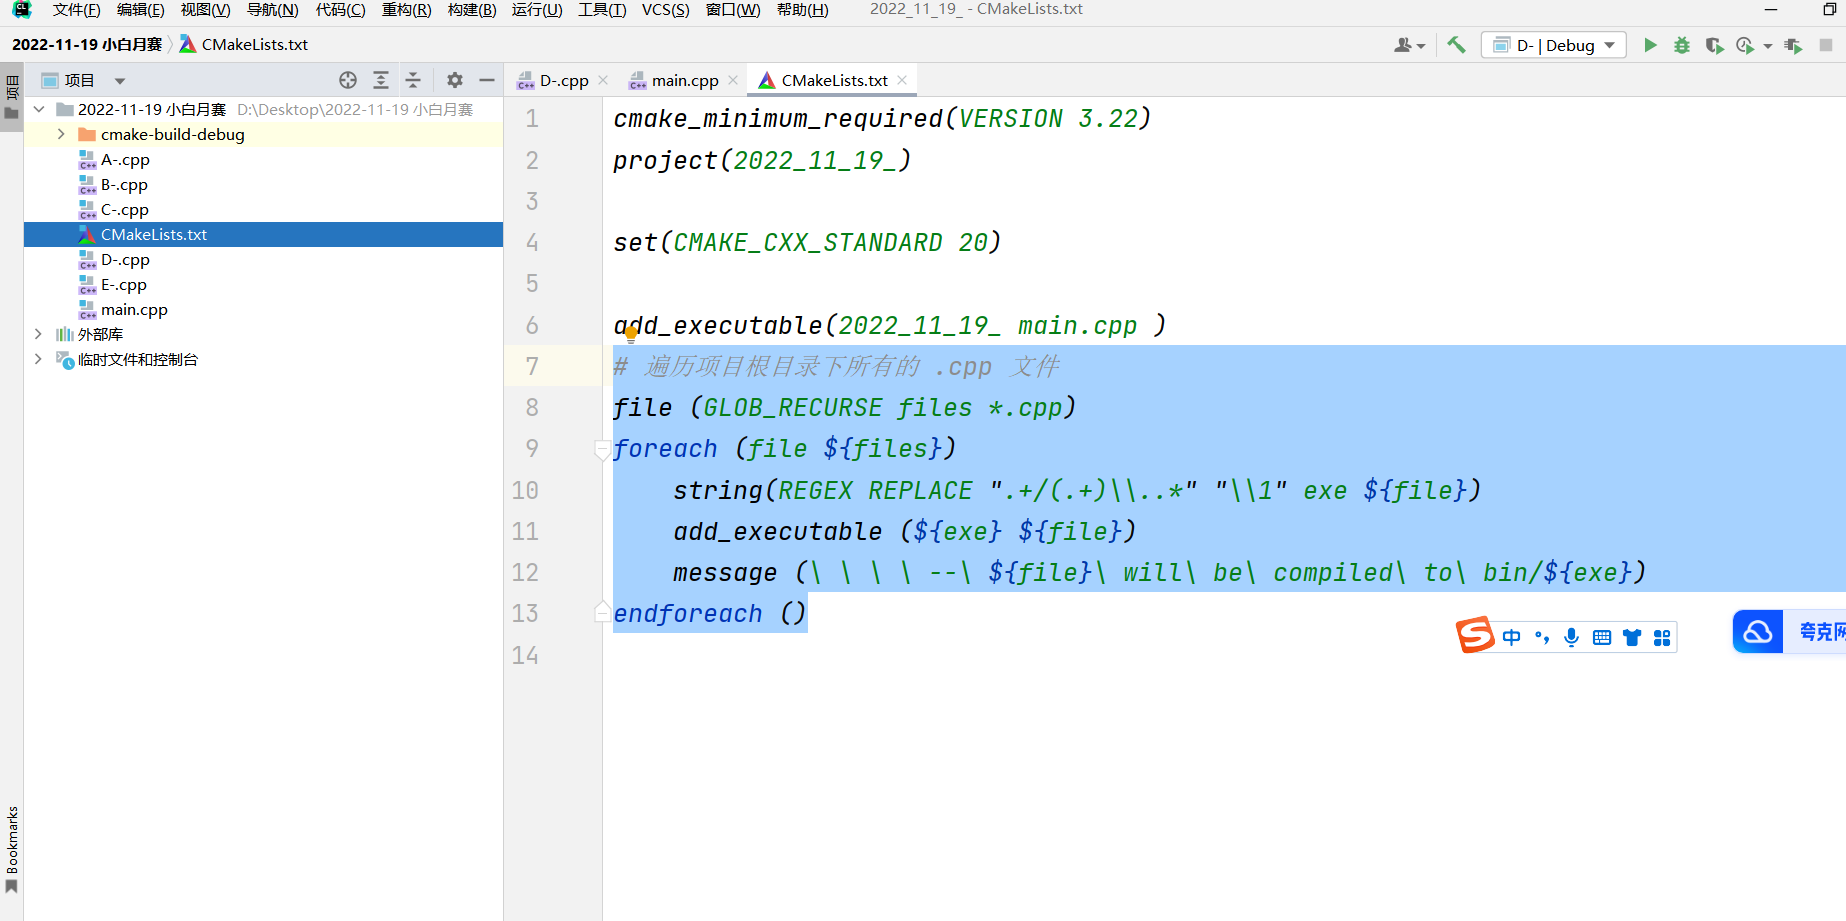 文件(F) 编辑(E) 视图(V) 导航(N) 代码(C) 重构(R) 构建(B) 运行(U) 工具(T) VCS(S) 窗口(W) 帮助(H) 2022_11_19_ - CMakeLists.txt
2022-11-19 小白月赛 CMakeLists.txt
D- | Debug
项目
项目
D-.cpp
main.cpp
CMakeLists.txt
2022-11-19 小白月赛 D:\Desktop\2022-11-19 小白月赛
cmake-build-debug
A-.cpp
B-.cpp
C-.cpp
CMakeLists.txt
D-.cpp
E-.cpp
main.cpp
外部库
临时文件和控制台
Bookmarks
1 cmake_minimum_required(VERSION 3.22)
2 project(2022_11_19_)
3
4 set(CMAKE_CXX_STANDARD 20)
5
6 add_executable(2022_11_19_ main.cpp )
7 # 遍历项目根目录下所有的 .cpp 文件
8 file (GLOB_RECURSE files *.cpp)
9 foreach (file ${files})
10 string(REGEX REPLACE ".+/(.+)\\..*" "\\1" exe ${file})
11 add_executable (${exe} ${file})
12 message (\ \ \ \ --\ ${file}\ will\ be\ compiled\ to\ bin/${exe})
13 endforeach ()
14
中
夸克网